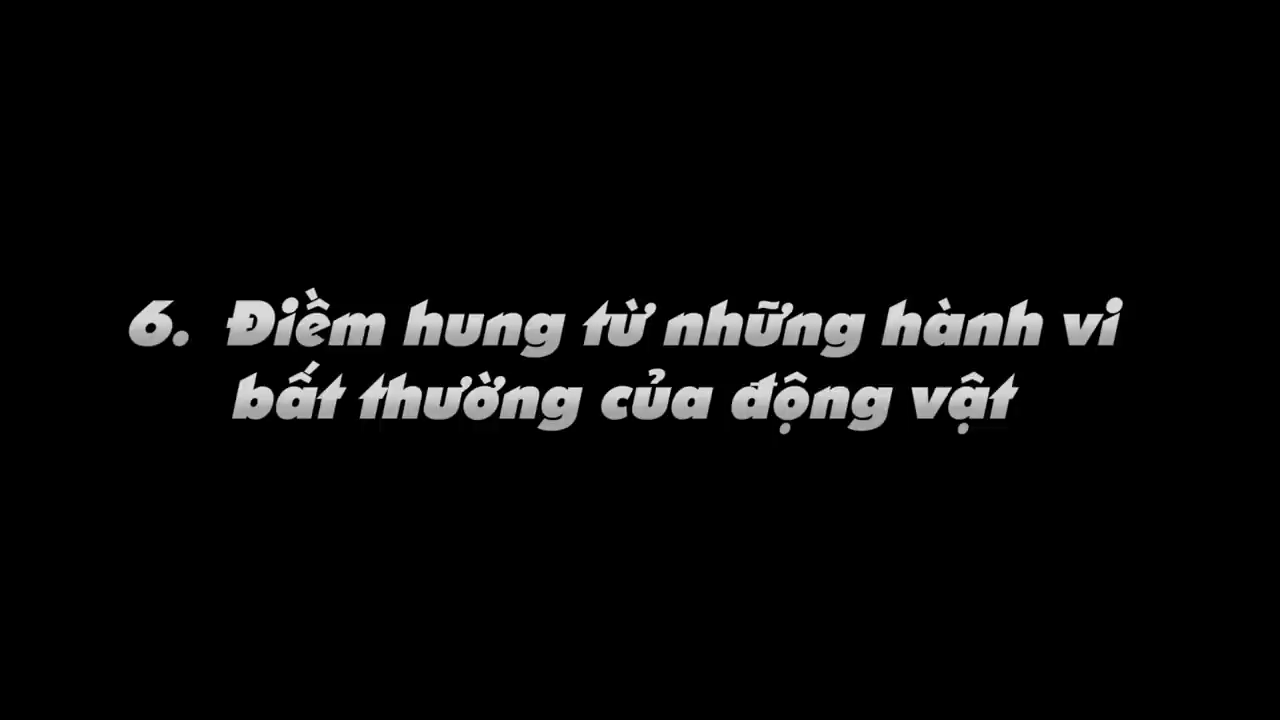 6. Điềm hung từ những hành vi
bất thường của động vật